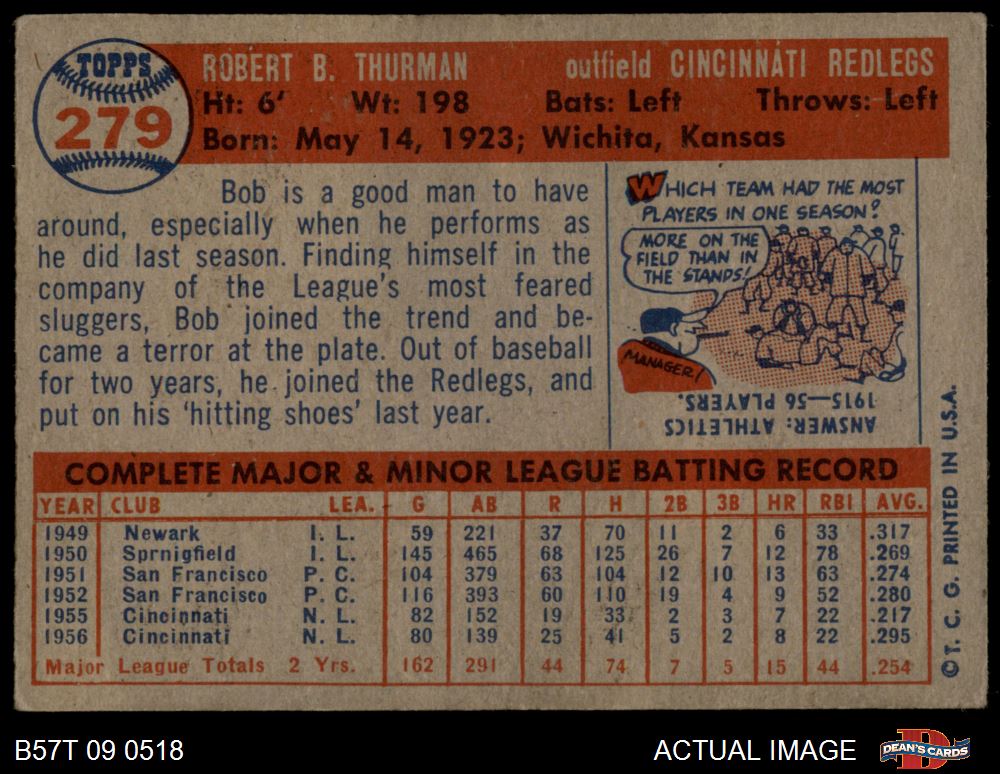 TOPPS
279
ROBERT B. THURMAN outfield CINCINNATI REDLEGS
Ht: 6' Wt: 198 Bats: Left Throws: Left
Born: May 14, 1923; Wichita, Kansas
Bob is a good man to have
around, especially when he performs as
he did last season. Finding himself in the
company of the League's most feared
sluggers, Bob joined the trend and be-
came a terror at the plate. Out of baseball
for two years, he joined the Redlegs, and
put on his 'hitting shoes' last year.
WHICH TEAM HAD THE MOST
PLAYERS IN ONE SEASON?
MORE ON THE
FIELD THAN IN
THE STANDS!
MANAGER!
ANSWER: ATHLETICS
1915—56 PLAYERS.
COMPLETE MAJOR & MINOR LEAGUE BATTING RECORD
YEAR CLUB LEA. G AB R H 2B 3B HR RBI AVG.
1949 Newark I. L. 59 221 37 70 11 2 6 33 .317
1950 Sprnigfield I. L. 145 465 68 125 26 7 12 78 .269
1951 San Francisco P. C. 104 379 63 104 12 10 13 63 .274
1952 San Francisco P. C. 116 393 60 110 19 4 9 52 .280
1955 Cincinnati N. L. 82 152 19 33 2 3 7 22 .217
1956 Cincinnati N. L. 80 139 25 41 5 2 8 22 .295
Major League Totals 2 Yrs. 162 291 44 74 7 5 15 44 .254
©T. C. G. PRINTED IN U.S.A.
B57T 09 0518 ACTUAL IMAGE DEAN'S CARDS